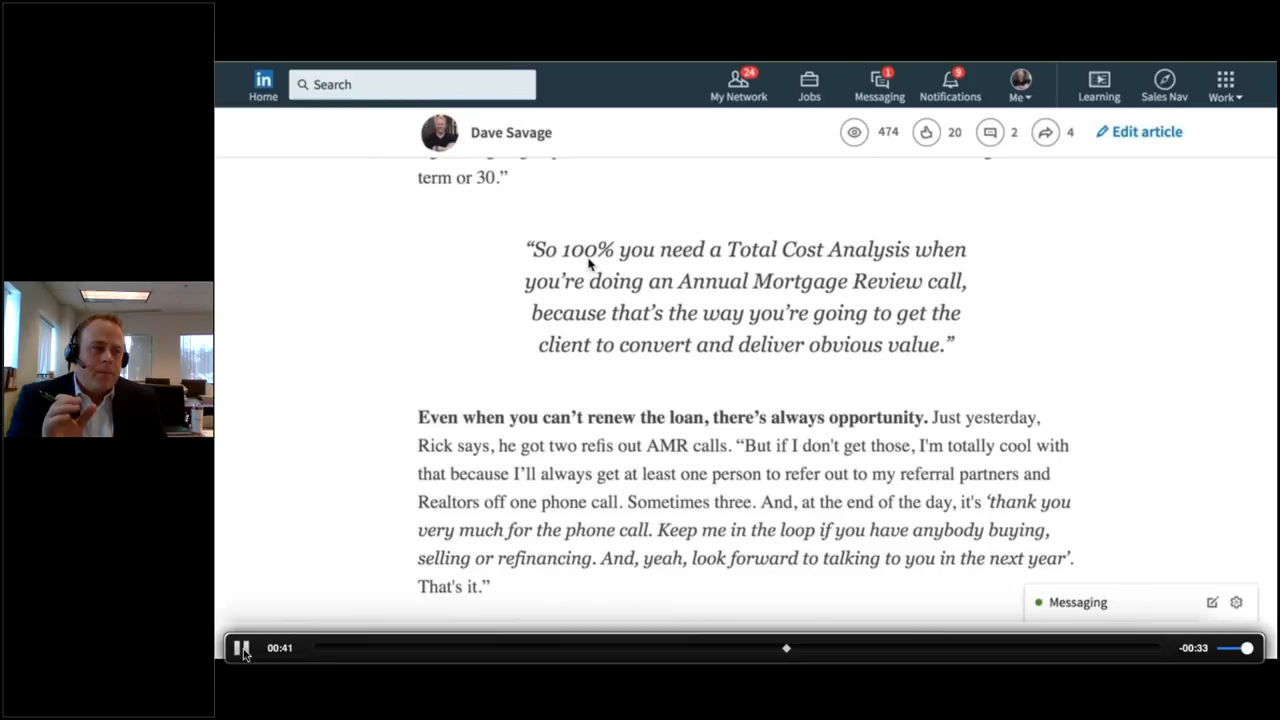 in
Search
24
1
9
Home
My Network
Jobs
Messaging
Notifications
Me
Learning
Sales Nav
Work
Dave Savage
474
20
2
4
Edit article
term or 30.”
“So 100% you need a Total Cost Analysis when
you’re doing an Annual Mortgage Review call,
because that’s the way you’re going to get the
client to convert and deliver obvious value.”
Even when you can’t renew the loan, there’s always opportunity. Just yesterday,
Rick says, he got two refis out AMR calls. “But if I don't get those, I'm totally cool with
that because I’ll always get at least one person to refer out to my referral partners and
Realtors off one phone call. Sometimes three. And, at the end of the day, it's ‘thank you
very much for the phone call. Keep me in the loop if you have anybody buying,
selling or refinancing. And, yeah, look forward to talking to you in the next year’.
That's it.”
Messaging
00:41
-00:33